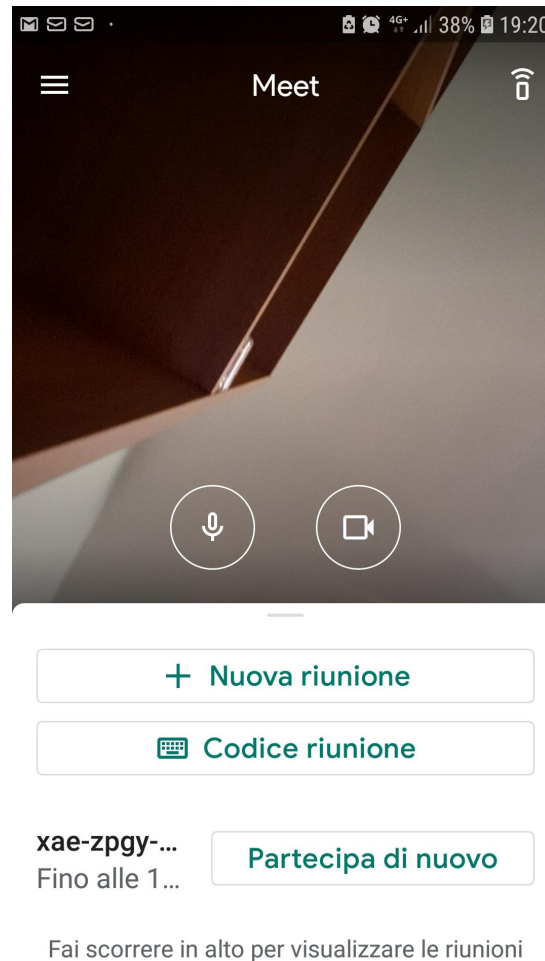 4G+ 38% 19:20
Meet
+ Nuova riunione
Codice riunione
xae-zpgy-...
Partecipa di nuovo
Fino alle 1...
Fai scorrere in alto per visualizzare le riunioni